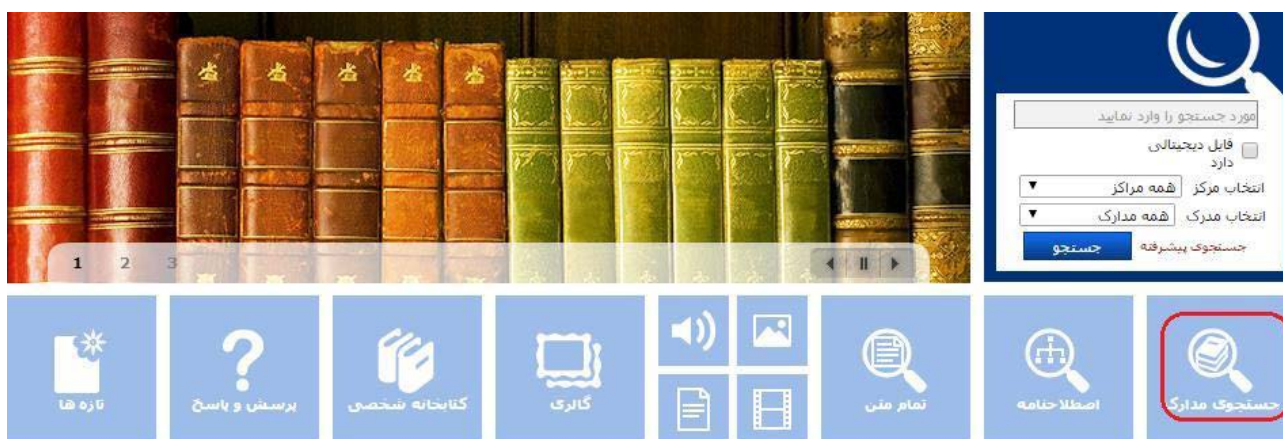 مورد جستجو را وارد نمایید
فایل دیجیتالی
دارد
انتخاب مرکز همه مراکز
انتخاب مدرک همه مدارک
جستجوی پیشرفته جستجو
1 2 3
جستجوی مدارک
اصطلاحنامه
تمام متن
گالری
کتابخانه شخصی
پرسش و پاسخ
تازه ها